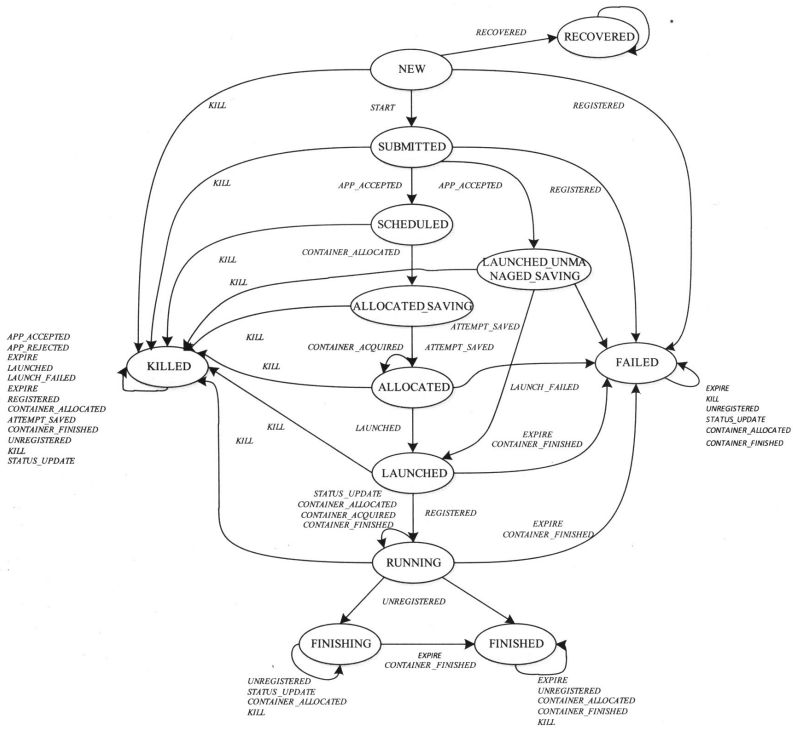 RECOVERED
RECOVERED
NEW
KILL
START
REGISTERED
SUBMITTED
KILL
APP_ACCEPTED
APP_ACCEPTED
REGISTERED
SCHEDULED
KILL
CONTAINER_ALLOCATED
LAUNCHED_UNMA
NAGED_SAVING
KILL
ALLOCATED_SAVING
ATTEMPT_SAVED
KILL
CONTAINER_ACQUIRED
ATTEMPT_SAVED
APP_ACCEPTED
APP_REJECTED
EXPIRE
LAUNCHED
LAUNCH_FAILED
EXPIRE
REGISTERED
CONTAINER_ALLOCATED
ATTEMPT_SAVED
CONTAINER_FINISHED
UNREGISTERED
KILL
STATUS_UPDATE
KILLED
KILL
ALLOCATED
LAUNCH_FAILED
FAILED
EXPIRE
KILL
UNREGISTERED
STATUS_UPDATE
CONTAINER_ALLOCATED
CONTAINER_FINISHED
KILL
KILL
LAUNCHED
EXPIRE
CONTAINER_FINISHED
LAUNCHED
STATUS_UPDATE
CONTAINER_ALLOCATED
CONTAINER_ACQUIRED
CONTAINER_FINISHED
REGISTERED
EXPIRE
CONTAINER_FINISHED
RUNNING
UNREGISTERED
FINISHING
EXPIRE
CONTAINER_FINISHED
FINISHED
UNREGISTERED
STATUS_UPDATE
CONTAINER_ALLOCATED
KILL
EXPIRE
UNREGISTERED
CONTAINER_ALLOCATED
CONTAINER_FINISHED
KILL